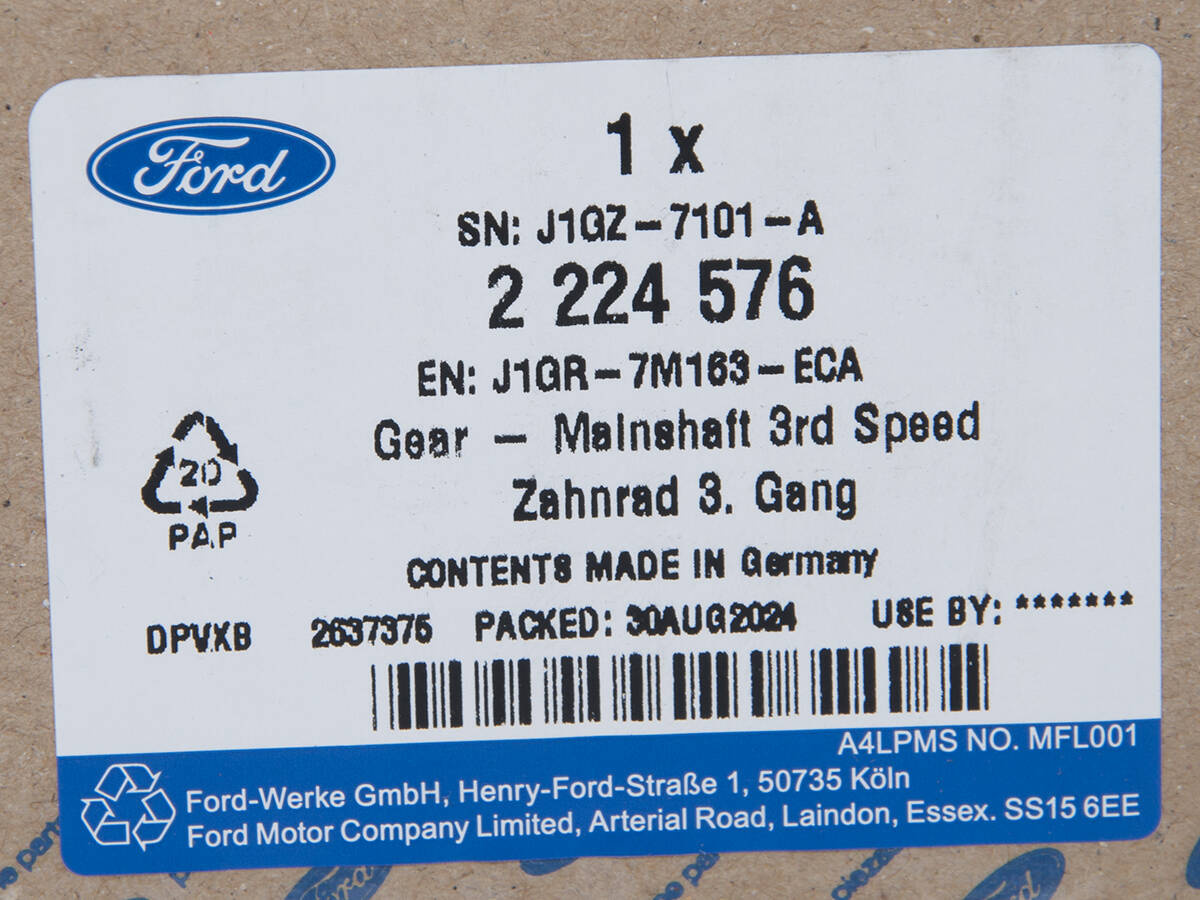 Ford
1 x
SN: J1GZ-7101-A
2 224 576
EN: J1GR-7M163-ECA
Gear - Mainshaft 3rd Speed
Zahnrad 3. Gang
20
PAP
CONTENTS MADE IN Germany
DPVXB 2637375 PACKED: 30AUG2024 USE BY: *******
A4LPMS NO. MFL001
Ford-Werke GmbH, Henry-Ford-Straße 1, 50735 Köln
Ford Motor Company Limited, Arterial Road, Laindon, Essex. SS15 6EE
Ford
Ford